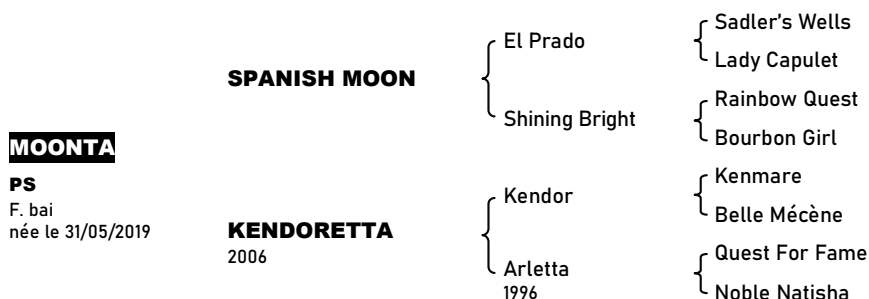 Sadler's Wells
El Prado
Lady Capulet
SPANISH MOON
Rainbow Quest
Shining Bright
Bourbon Girl
MOONTA
PS
F. bai
née le 31/05/2019
Kenmare
Kendor
Belle Mécène
KENDORETTA
2006
Quest For Fame
Arletta
1996
Noble Natisha